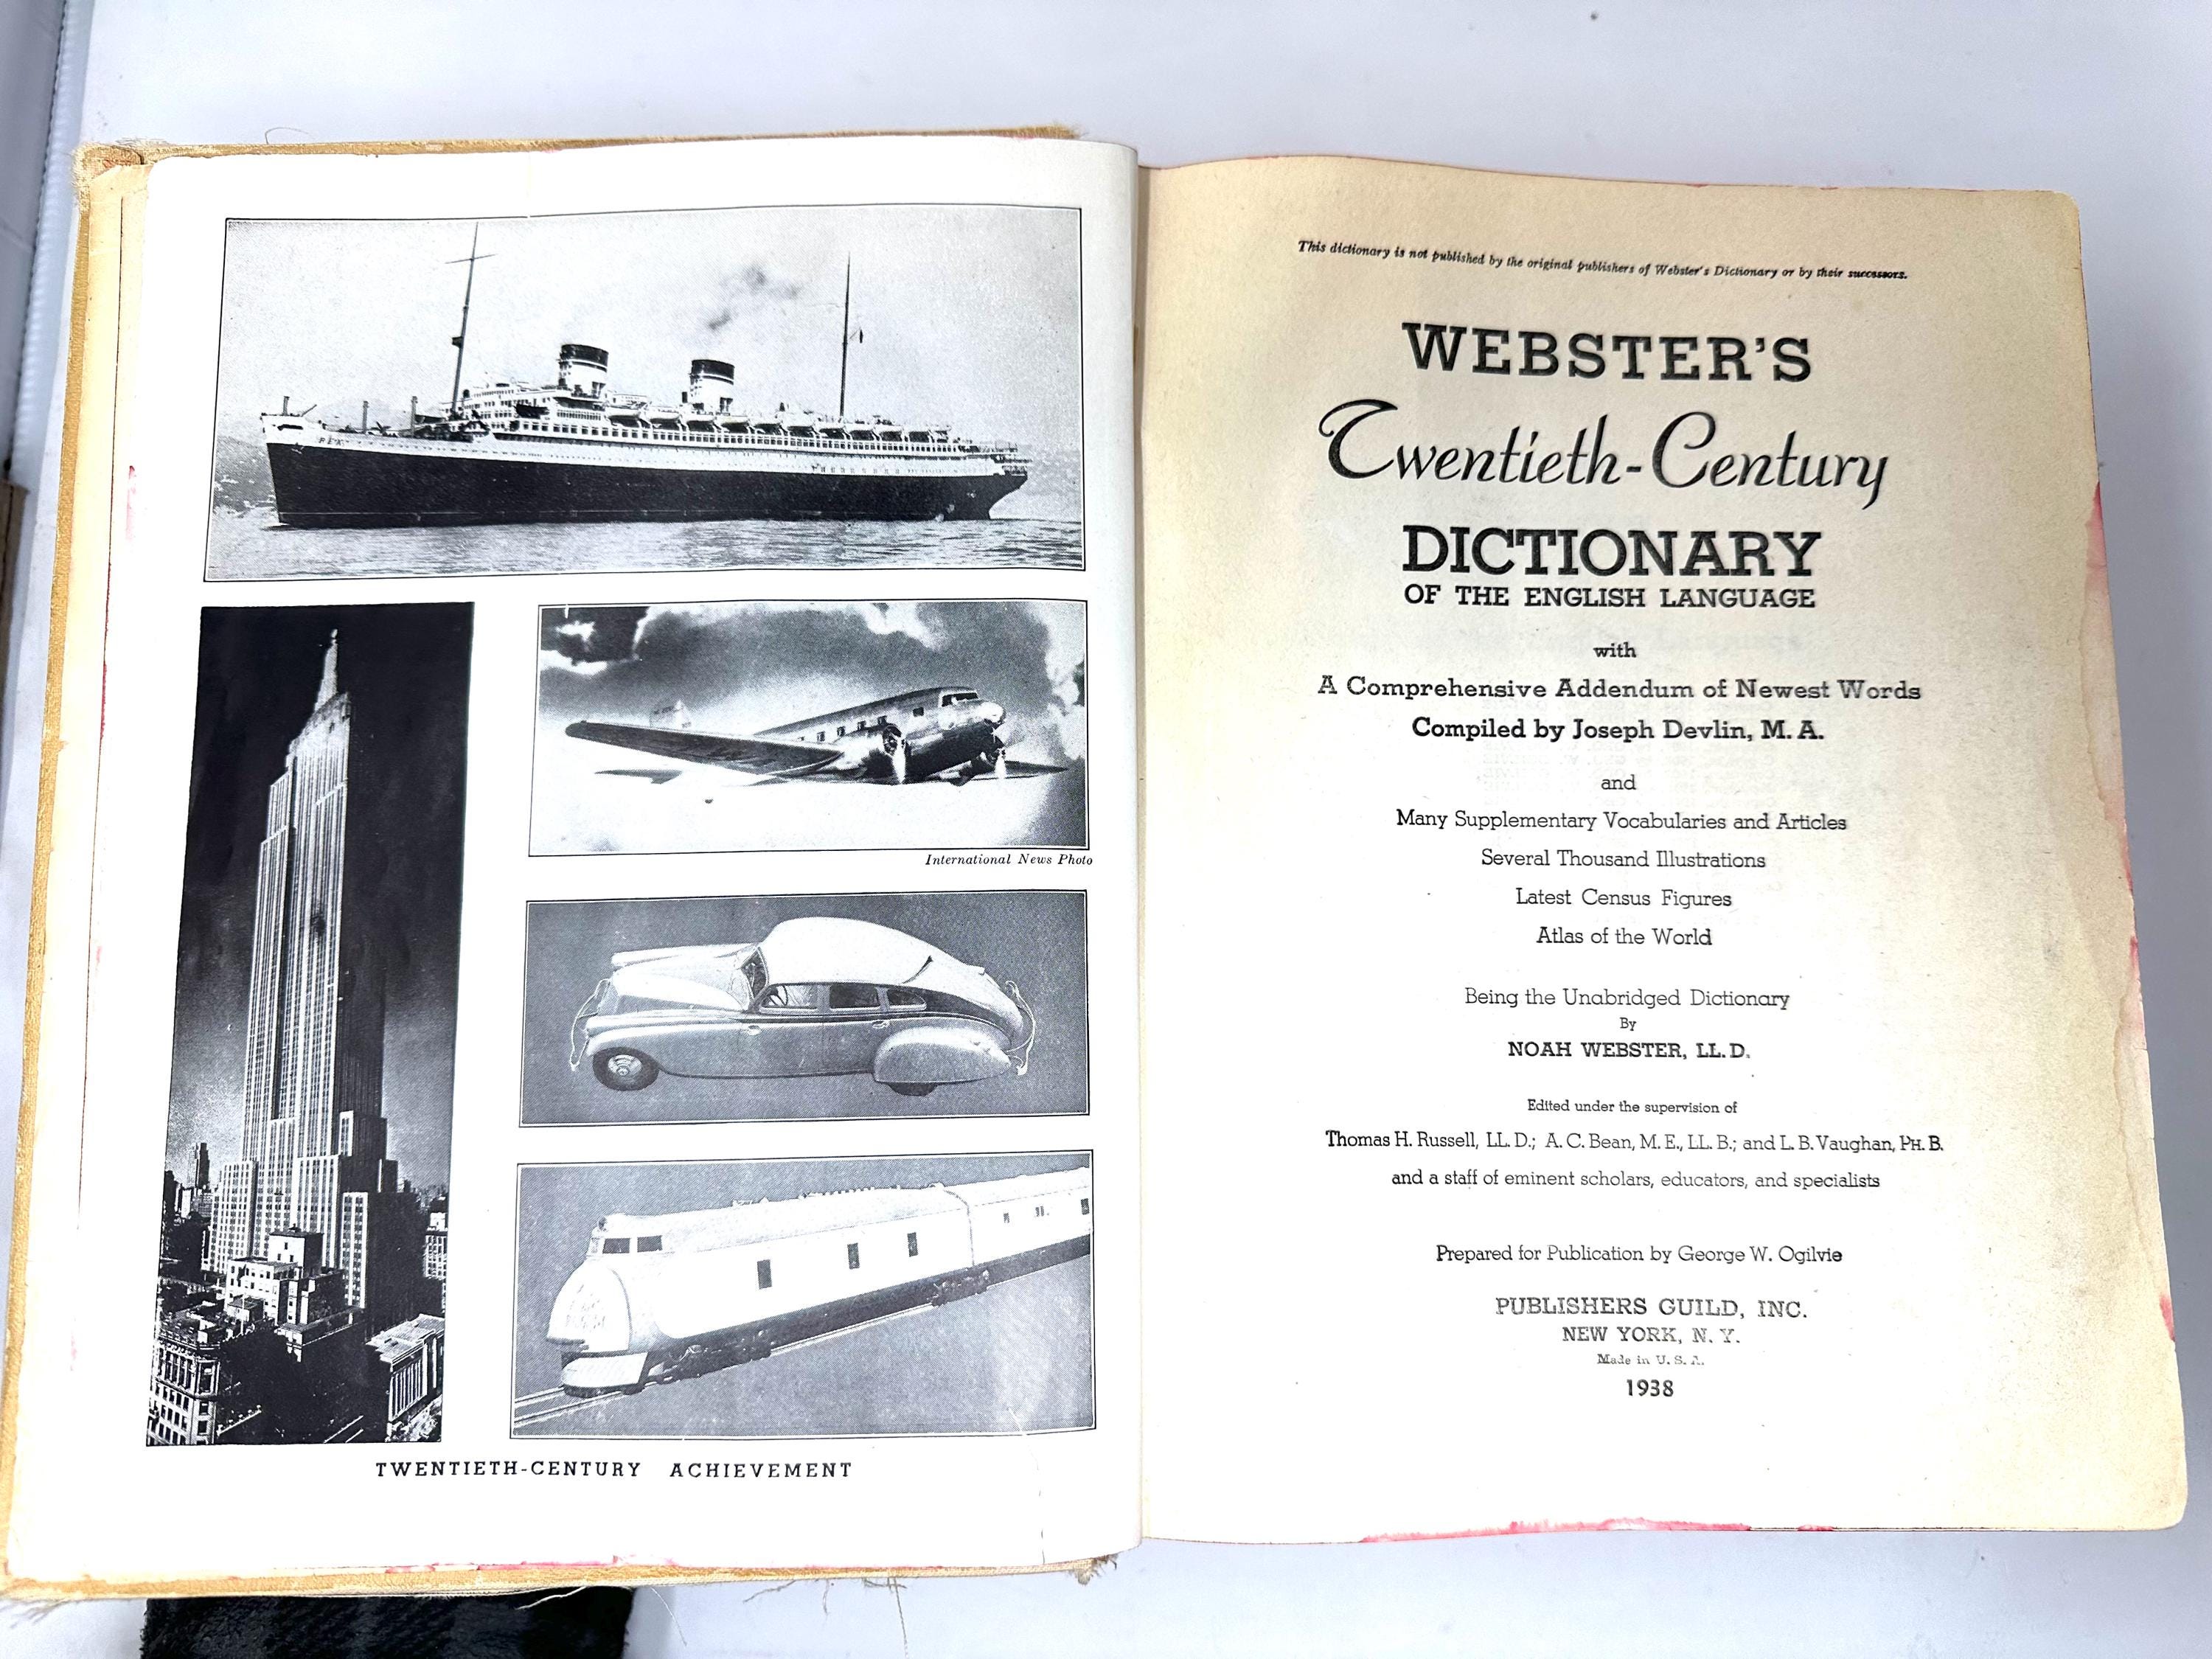 REX
International News Photo
TWENTIETH-CENTURY ACHIEVEMENT
This dictionary is not published by the original publishers of Webster's Dictionary or by their successors.
WEBSTER'S
Twentieth-Century
DICTIONARY
OF THE ENGLISH LANGUAGE
with
A Comprehensive Addendum of Newest Words
Compiled by Joseph Devlin, M. A.
and
Many Supplementary Vocabularies and Articles
Several Thousand Illustrations
Latest Census Figures
Atlas of the World
Being the Unabridged Dictionary
By
NOAH WEBSTER, LL. D.
Edited under the supervision of
Thomas H. Russell, LL. D.; A. C. Bean, M. E., LL. B.; and L. B. Vaughan, PH. B.
and a staff of eminent scholars, educators, and specialists
Prepared for Publication by George W. Ogilvie
PUBLISHERS GUILD, INC.
NEW YORK, N. Y.
Made in U. S. A.
1938